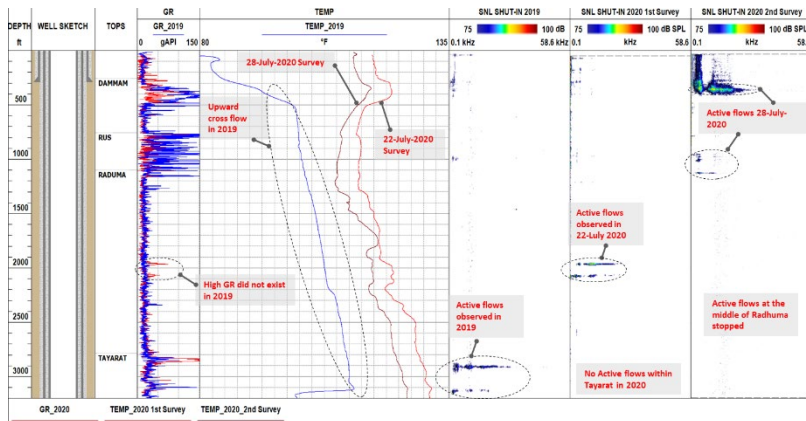 GR
TEMP
SNL SHUT-IN 2019
SNL SHUT-IN 2020 1st Survey
SNL SHUT-IN 2020 2nd Survey
DEPTH
WELL SKETCH
TOPS
GR_2019
TEMP_2019
75
100 dB SPL
75
100 dB SPL
75
100 dB SPL
ft
0
gAPI
150
80
°F
135
0.1 kHz
58.6 kHz
0.1
kHz
58.6
0.1
kHz
58.6
28-July-2020 Survey
DAMMAM
500
Upward
cross flow
in 2019
22-July-2020
Survey
Active flows 28-July-
2020
RUS
1000
RADUMA
1500
Active flows
observed in
22-Luly 2020
2000
High GR did not exist
in 2019
Active flows at the
middle of Radhuma
stopped
2500
Active flows
observed in
2019
TAYARAT
3000
No Active flows within
Tayarat in 2020
GR_2020
TEMP_2020 1st Survey
TEMP_2020_2nd Survey